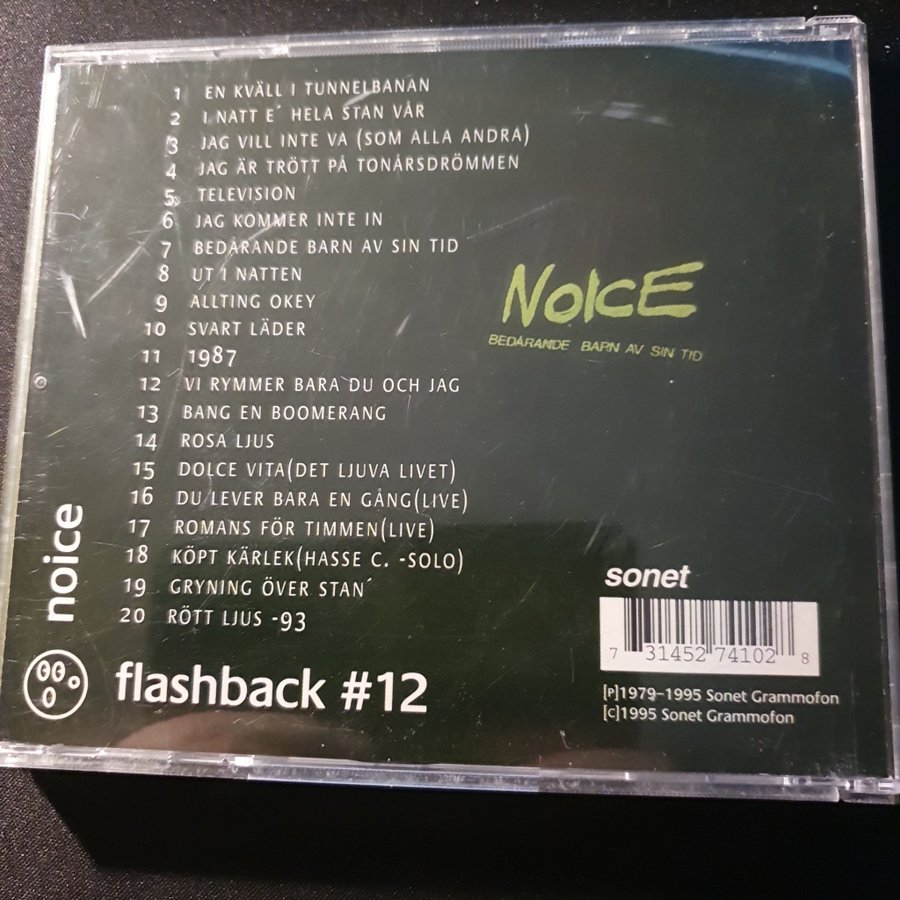 1 EN KVÄLL I TUNNELBANAN
2 I NATT E´ HELA STAN VÅR
3 JAG VILL INTE VA (SOM ALLA ANDRA)
4 JAG ÄR TRÖTT PÅ TONÅRSDRÖMMEN
5 TELEVISION
6 JAG KOMMER INTE IN
7 BEDÅRANDE BARN AV SIN TID
8 UT I NATTEN
9 ALLTING OKEY
10 SVART LÄDER
11 1987
12 VI RYMMER BARA DU OCH JAG
13 BANG EN BOOMERANG
14 ROSA LJUS
15 DOLCE VITA(DET LJUVA LIVET)
16 DU LEVER BARA EN GÅNG(LIVE)
17 ROMANS FÖR TIMMEN(LIVE)
18 KÖPT KÄRLEK(HASSE C. -SOLO)
19 GRYNING ÖVER STAN´
20 RÖTT LJUS -93
NOICE
BEDÅRANDE BARN AV SIN TID
noice
flashback #12
sonet
7 31452 74102 8
[P]1979-1995 Sonet Grammofon
[C]1995 Sonet Grammofon